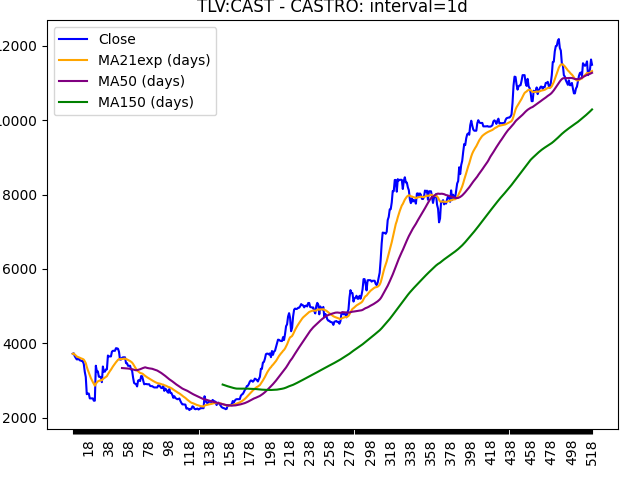 TLV:CAST - CASTRO: interval=1d
Close
MA21exp (days)
MA50 (days)
MA150 (days)
12000
10000
8000
6000
4000
2000
18 38 58 78 98 118 138 158 178 198 218 238 258 278 298 318 338 358 378 398 418 438 458 478 498 518